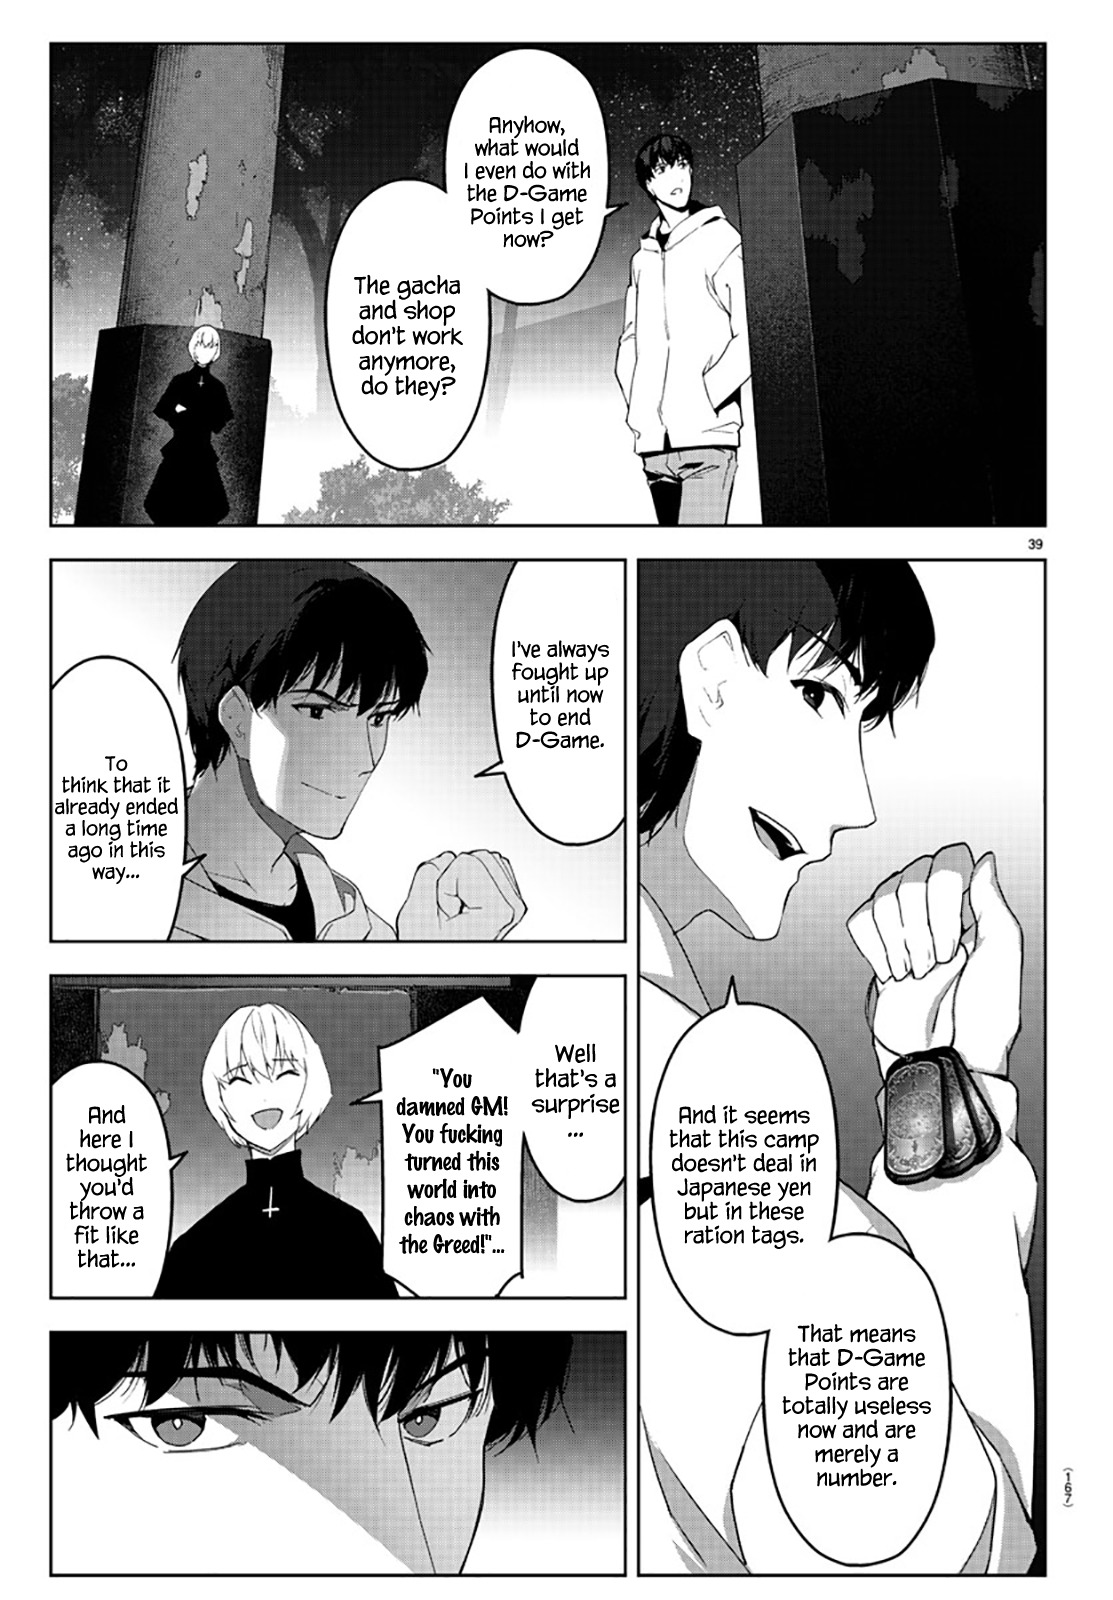 Anyhow,
what would
I even do with
the D-Game
Points I get
now?
The gacha
and shop
don't work
anymore,
do they?
39
And it seems
that this camp
doesn't deal in
Japanese yen
but in these
ration tags.
That means
that D-Game
Points are
totally useless
now and are
merely a
number.
I've always
fought up
until now
to end
D-Game.
To
think that it
already ended
a long time
ago in this
way...
Well
that's a
surprise
...
"You
damned GM!
You fucking
turned this
world into
chaos with
the Greed!"...
And
here I
thought
you'd
throw a
fit like
that...
(167)